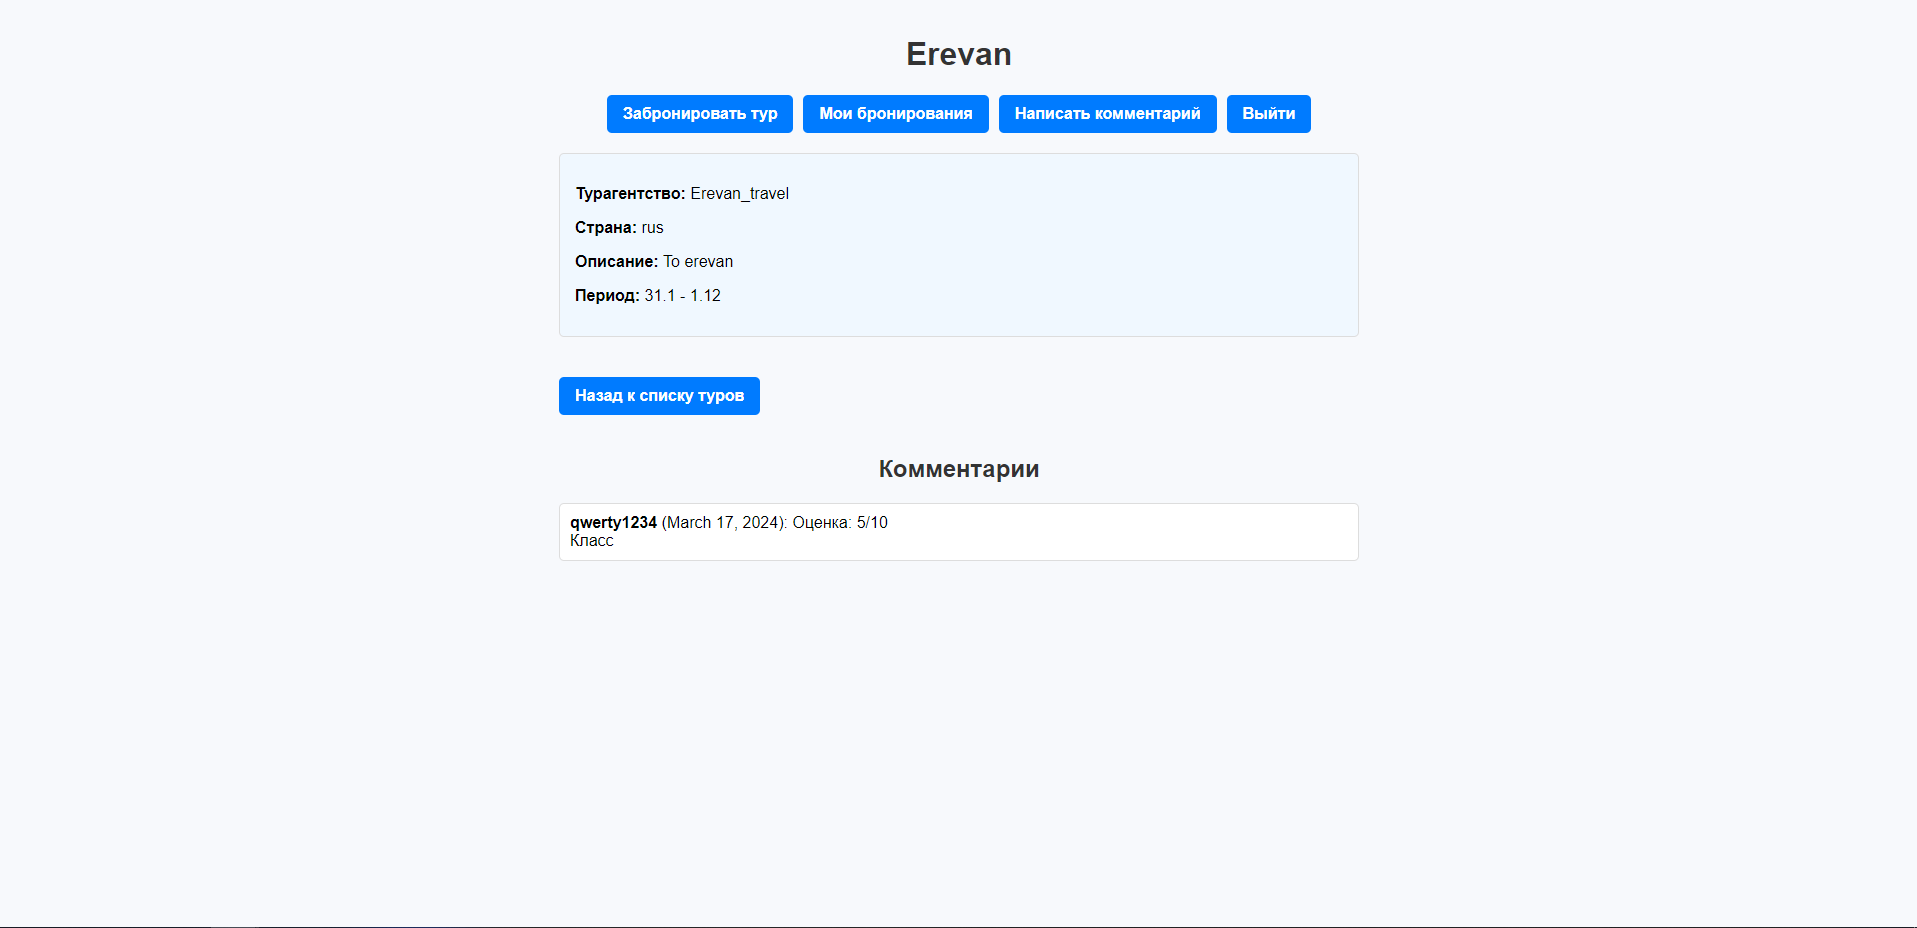 Erevan
Забронировать тур
Мои бронирования
Написать комментарий
Выйти
Турагентство: Erevan_travel
Страна: rus
Описание: To erevan
Период: 31.1 - 1.12
Назад к списку туров
Комментарии
qwerty1234 (March 17, 2024): Оценка: 5/10
Класс